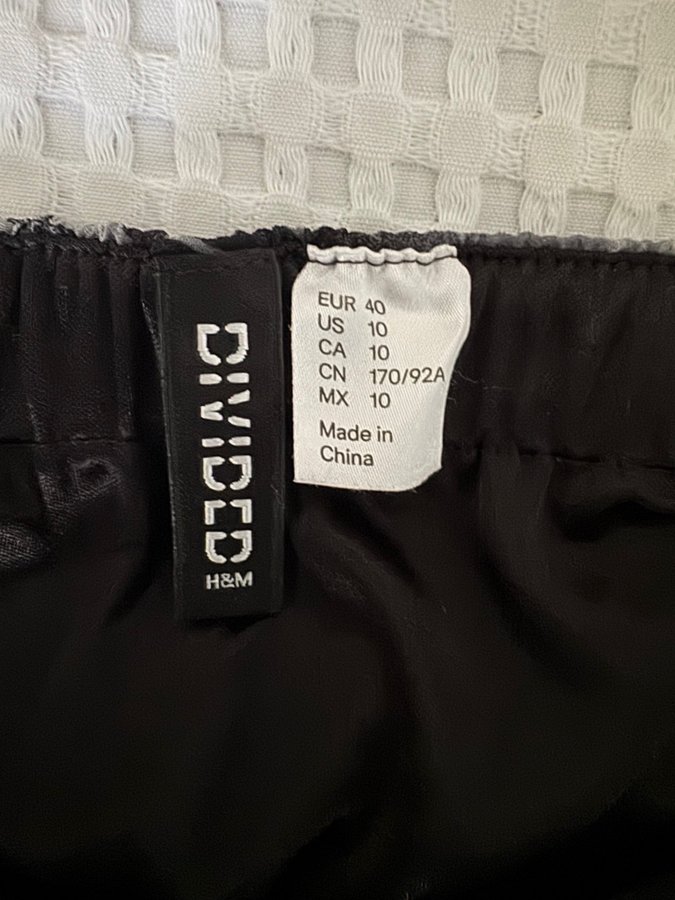 DIVIDED
H&M
EUR 40
US 10
CA 10
CN 170/92A
MX 10
Made in
China